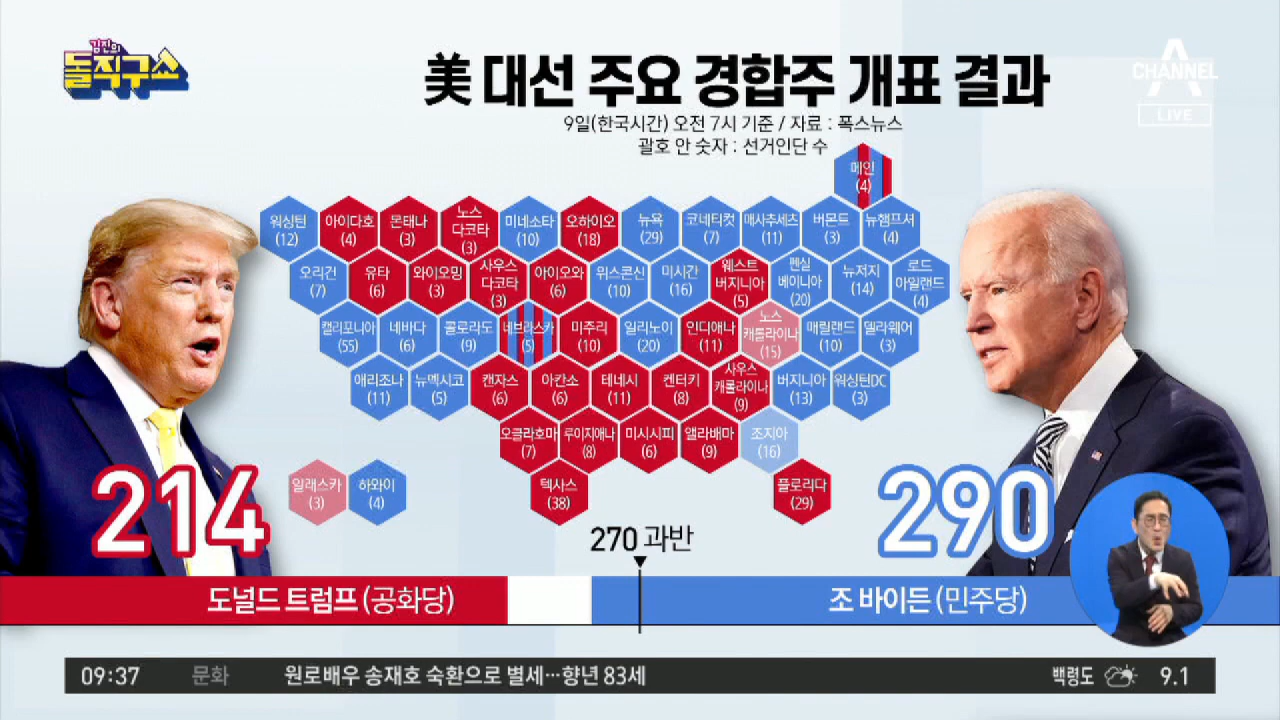 김진의
돌직구쇼
美 대선 주요 경합주 개표 결과
CHANNEL
LIVE
9일(한국시간) 오전 7시 기준 / 자료 : 폭스뉴스
괄호 안 숫자 : 선거인단 수
메인
(4)
워싱턴
(12)
아이다호
(4)
몬태나
(3)
노스
다코타
(3)
미네소타
(10)
오하이오
(18)
뉴욕
(29)
코네티컷
(7)
매사추세츠
(11)
버몬트
(3)
뉴햄프셔
(4)
오리건
(7)
유타
(6)
와이오밍
(3)
사우스
다코타
(3)
아이오와
(6)
위스콘신
(10)
미시간
(16)
웨스트
버지니아
(5)
펜실
베이니아
(20)
뉴저지
(14)
로드
아일랜드
(4)
캘리포니아
(55)
네바다
(6)
콜로라도
(9)
네브라스카
(5)
미주리
(10)
일리노이
(20)
인디애나
(11)
노스
캐롤라이나
(15)
매릴랜드
(10)
델라웨어
(3)
애리조나
(11)
뉴멕시코
(5)
캔자스
(6)
아칸소
(6)
테네시
(11)
켄터키
(8)
사우스
캐롤라이나
(9)
버지니아
(13)
워싱턴DC
(3)
오클라호마
(7)
루이지애나
(8)
미시시피
(6)
앨라배마
(9)
조지아
(16)
알래스카
(3)
하와이
(4)
텍사스
(38)
플로리다
(29)
214
290
270 과반
도널드 트럼프 (공화당)
조 바이든 (민주당)
09:37 문화 원로배우 송재호 숙환으로 별세…향년 83세 백령도 9.1